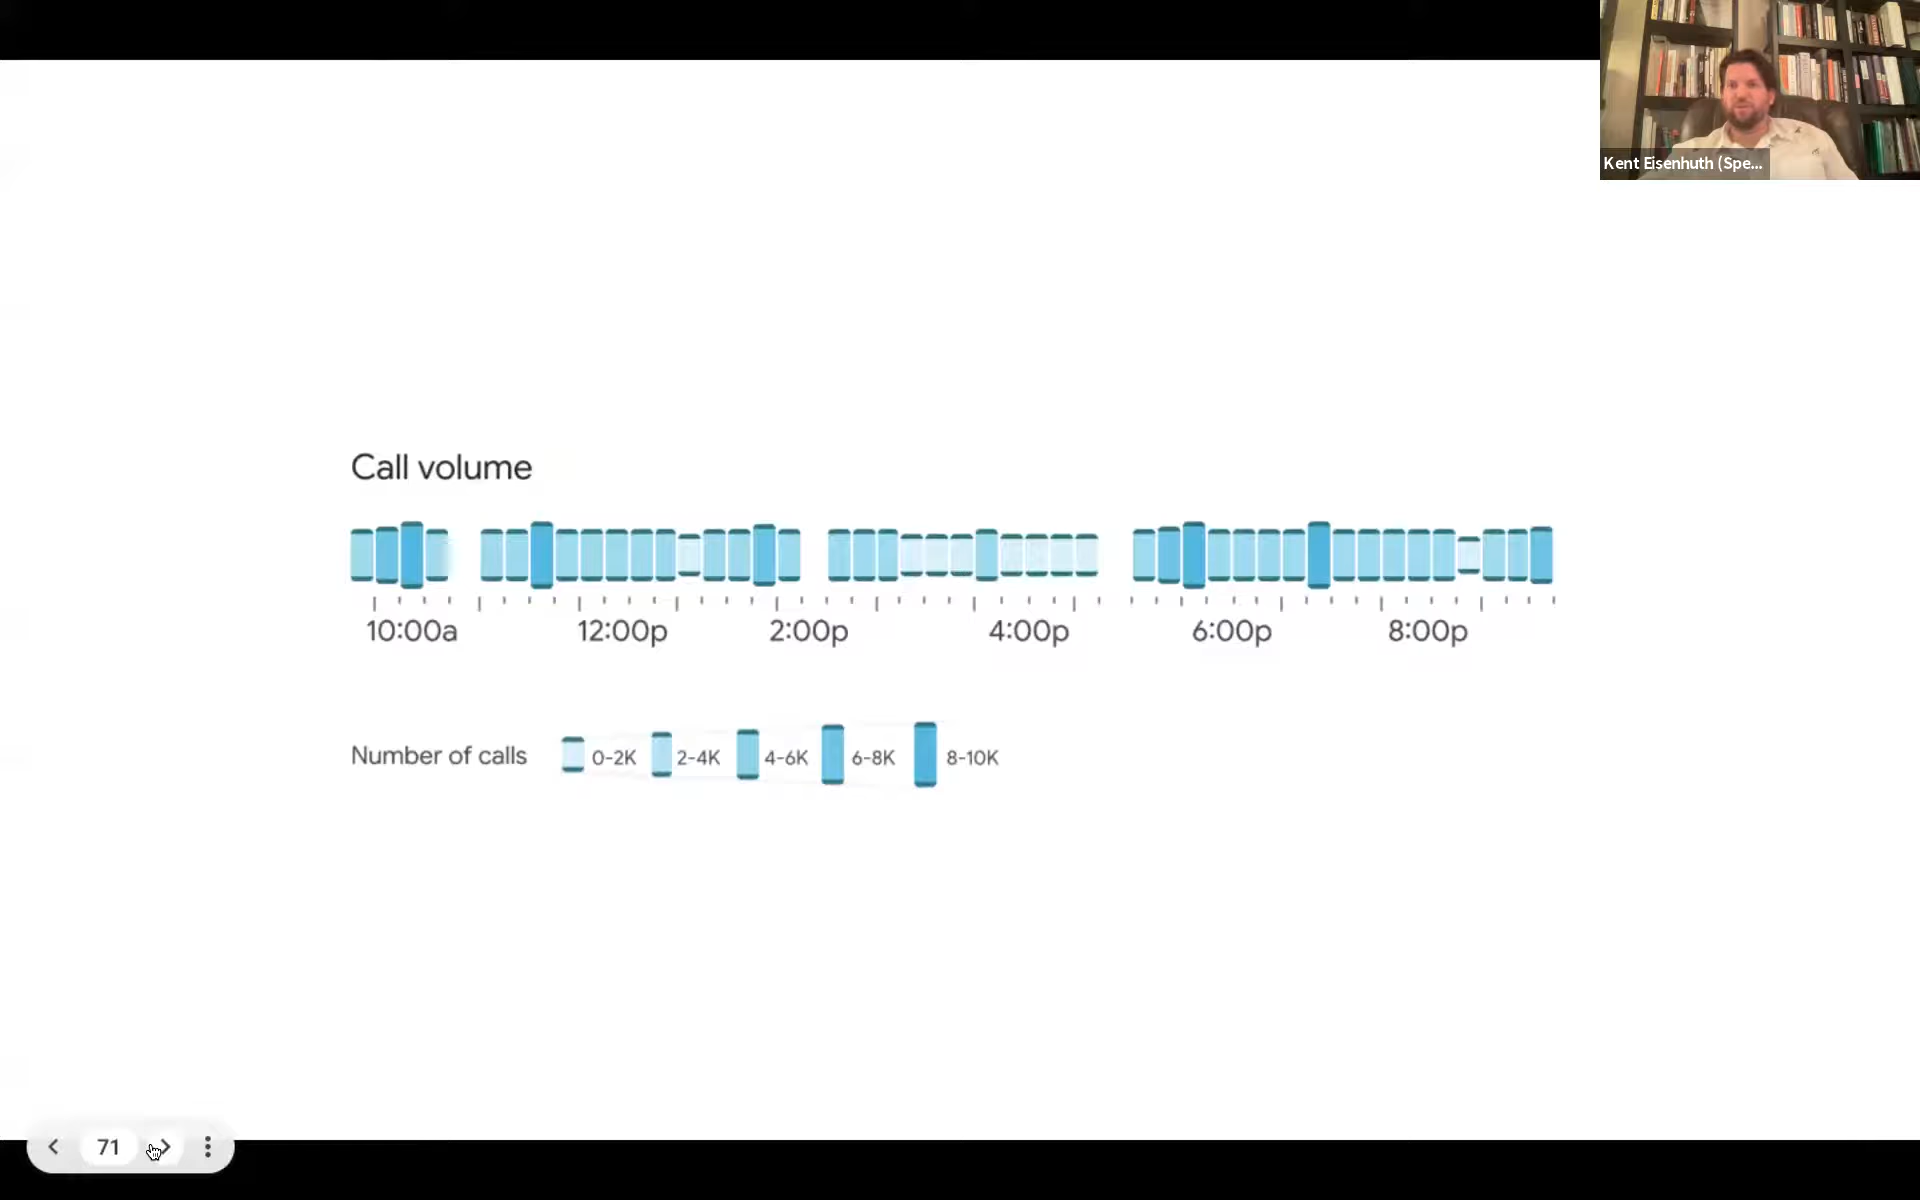 Kent Eisenhuth (Spe...
Call volume
10:00a 12:00p 2:00p 4:00p 6:00p 8:00p
Number of calls 0-2K 2-4K 4-6K 6-8K 8-10K
71